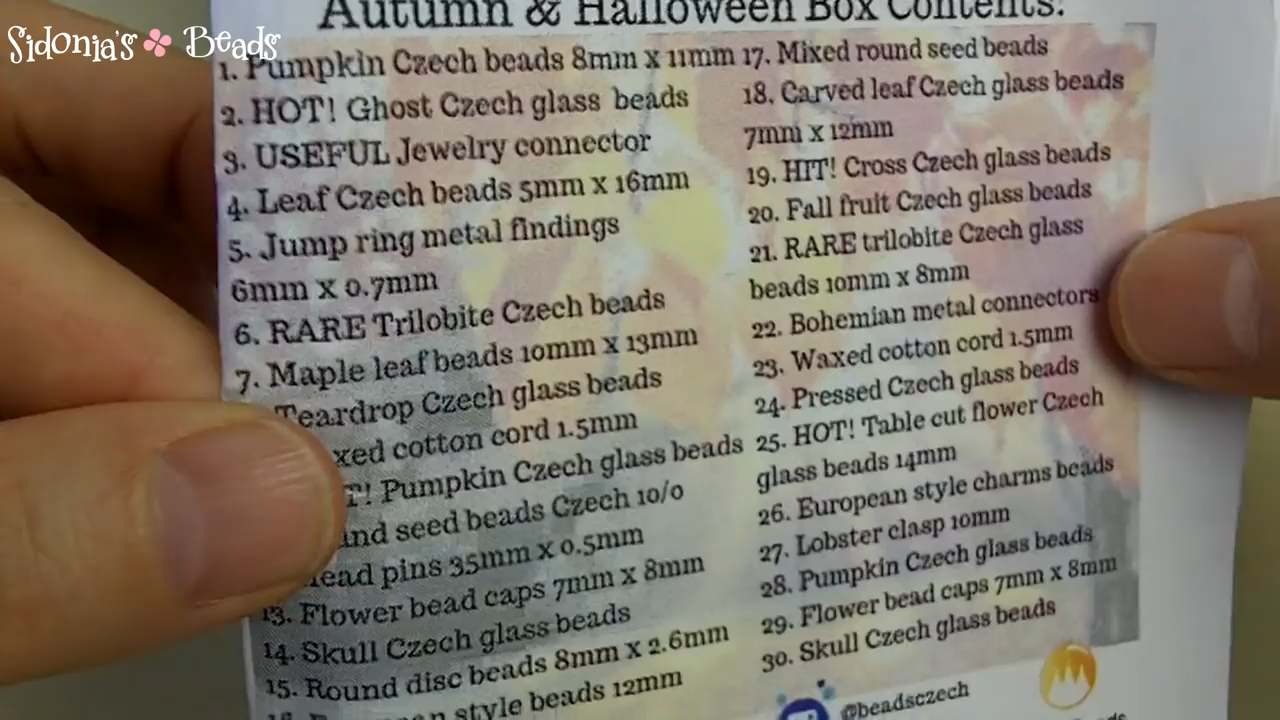 Sidonia's Beads
Autumn & Halloween Box Contents:
1. Pumpkin Czech beads 8mm x 11mm
2. HOT! Ghost Czech glass beads
3. USEFUL Jewelry connector
4. Leaf Czech beads 5mm x 16mm
5. Jump ring metal findings
6mm x 0.7mm
6. RARE Trilobite Czech beads
7. Maple leaf beads 10mm x 13mm
Teardrop Czech glass beads
xed cotton cord 1.5mm
T! Pumpkin Czech glass beads
und seed beads Czech 10/0
lead pins 35mm x 0.5mm
13. Flower bead caps 7mm x 8mm
14. Skull Czech glass beads
15. Round disc beads 8mm x 2.6mm
style beads 12mm
17. Mixed round seed beads
18. Carved leaf Czech glass beads
7mm x 12mm
19. HIT! Cross Czech glass beads
20. Fall fruit Czech glass beads
21. RARE trilobite Czech glass
beads 10mm x 8mm
22. Bohemian metal connectors
23. Waxed cotton cord 1.5mm
24. Pressed Czech glass beads
25. HOT! Table cut flower Czech
glass beads 14mm
26. European style charms beads
27. Lobster clasp 10mm
28. Pumpkin Czech glass beads
29. Flower bead caps 7mm x 8mm
30. Skull Czech glass beads
@beadsczech